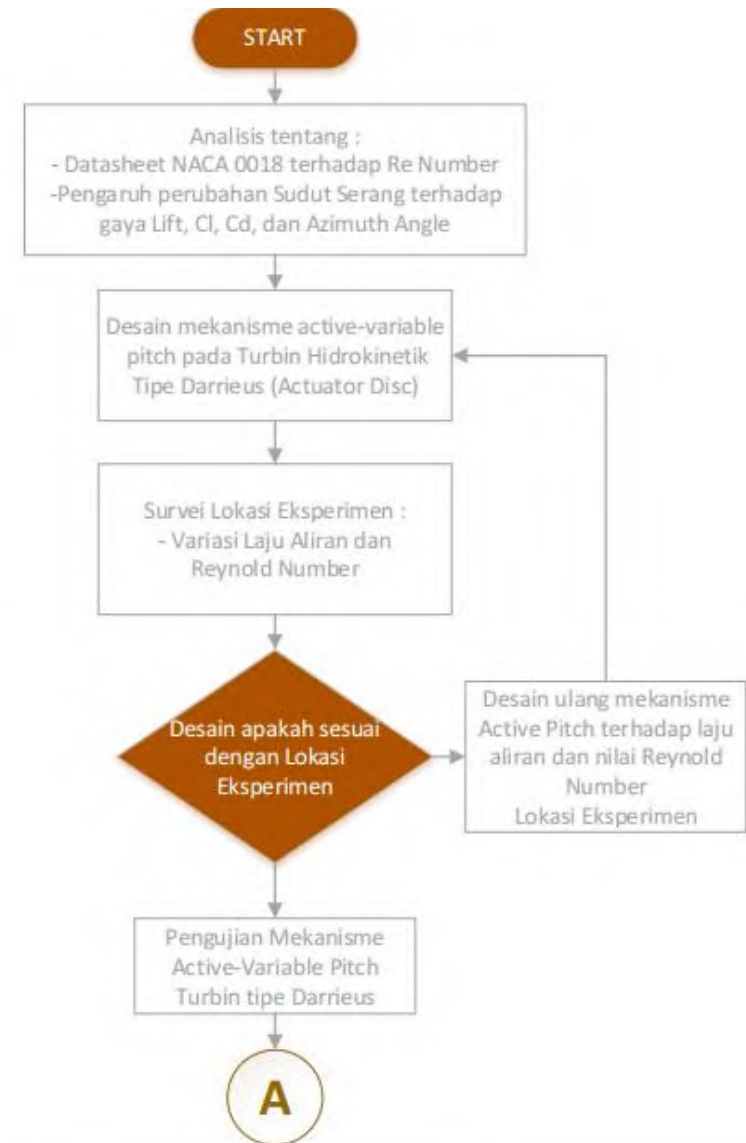 START
Analisis tentang :
- Datasheet NACA 0018 terhadap Re Number
-Pengaruh perubahan Sudut Serang terhadap
gaya Lift, Cl, Cd, dan Azimuth Angle
Desain mekanisme active-variable
pitch pada Turbin Hidrokinetik
Tipe Darrieus (Actuator Disc)
Survei Lokasi Eksperimen :
- Variasi Laju Aliran dan
Reynold Number
Desain apakah sesuai
dengan Lokasi
Eksperimen
Desain ulang mekanisme
Active Pitch terhadap laju
aliran dan nilai Reynold
Number
Lokasi Eksperimen
Pengujian Mekanisme
Active-Variable Pitch
Turbin tipe Darrieus
A